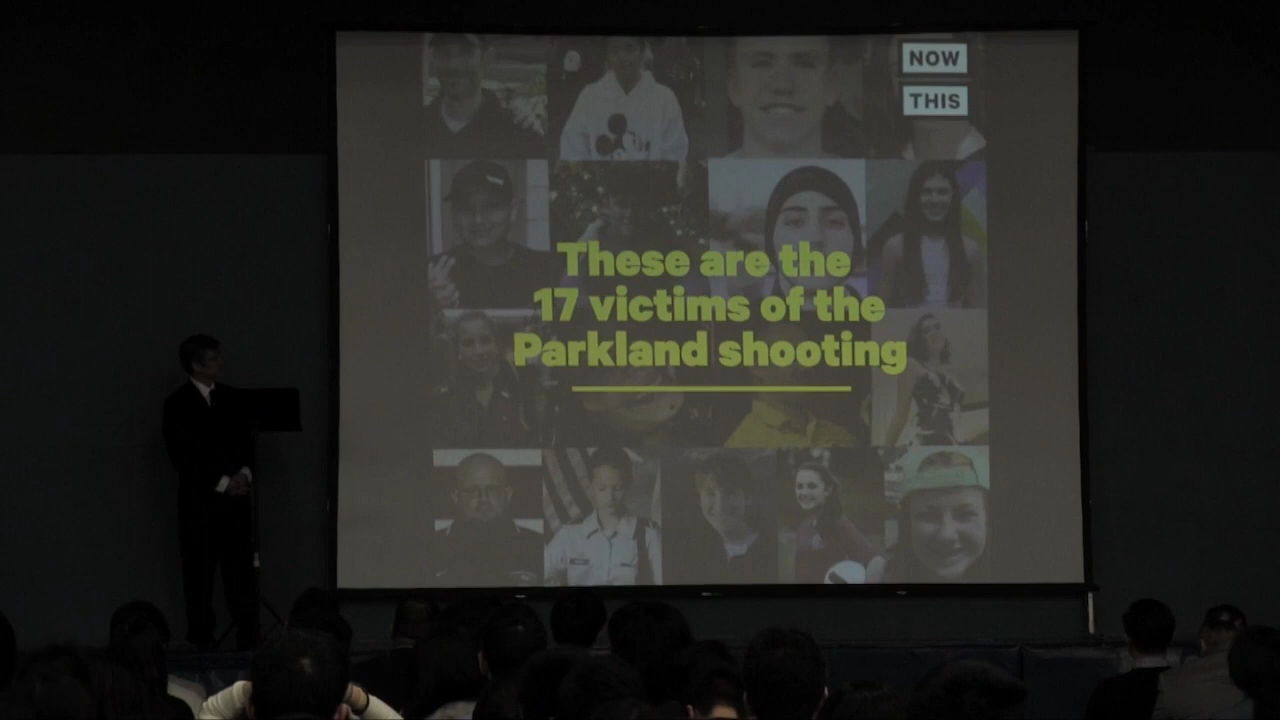 NOW
THIS
These are the
17 victims of the
Parkland shooting